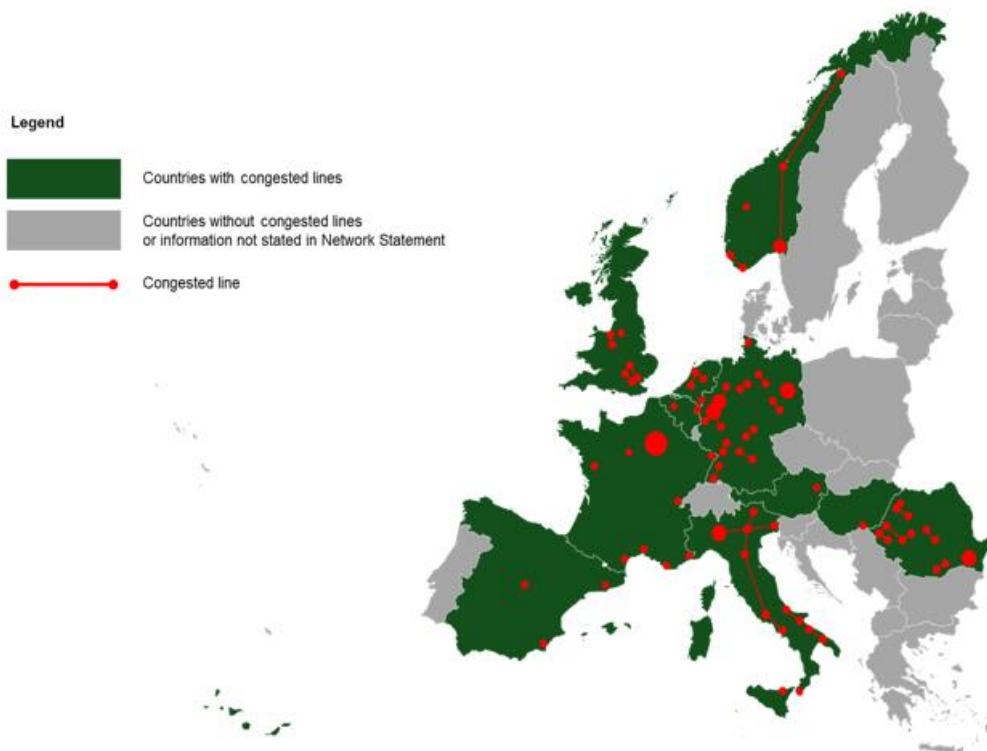 Legend
Countries with congested lines
Countries without congested lines
or information not stated in Network Statement
Congested line